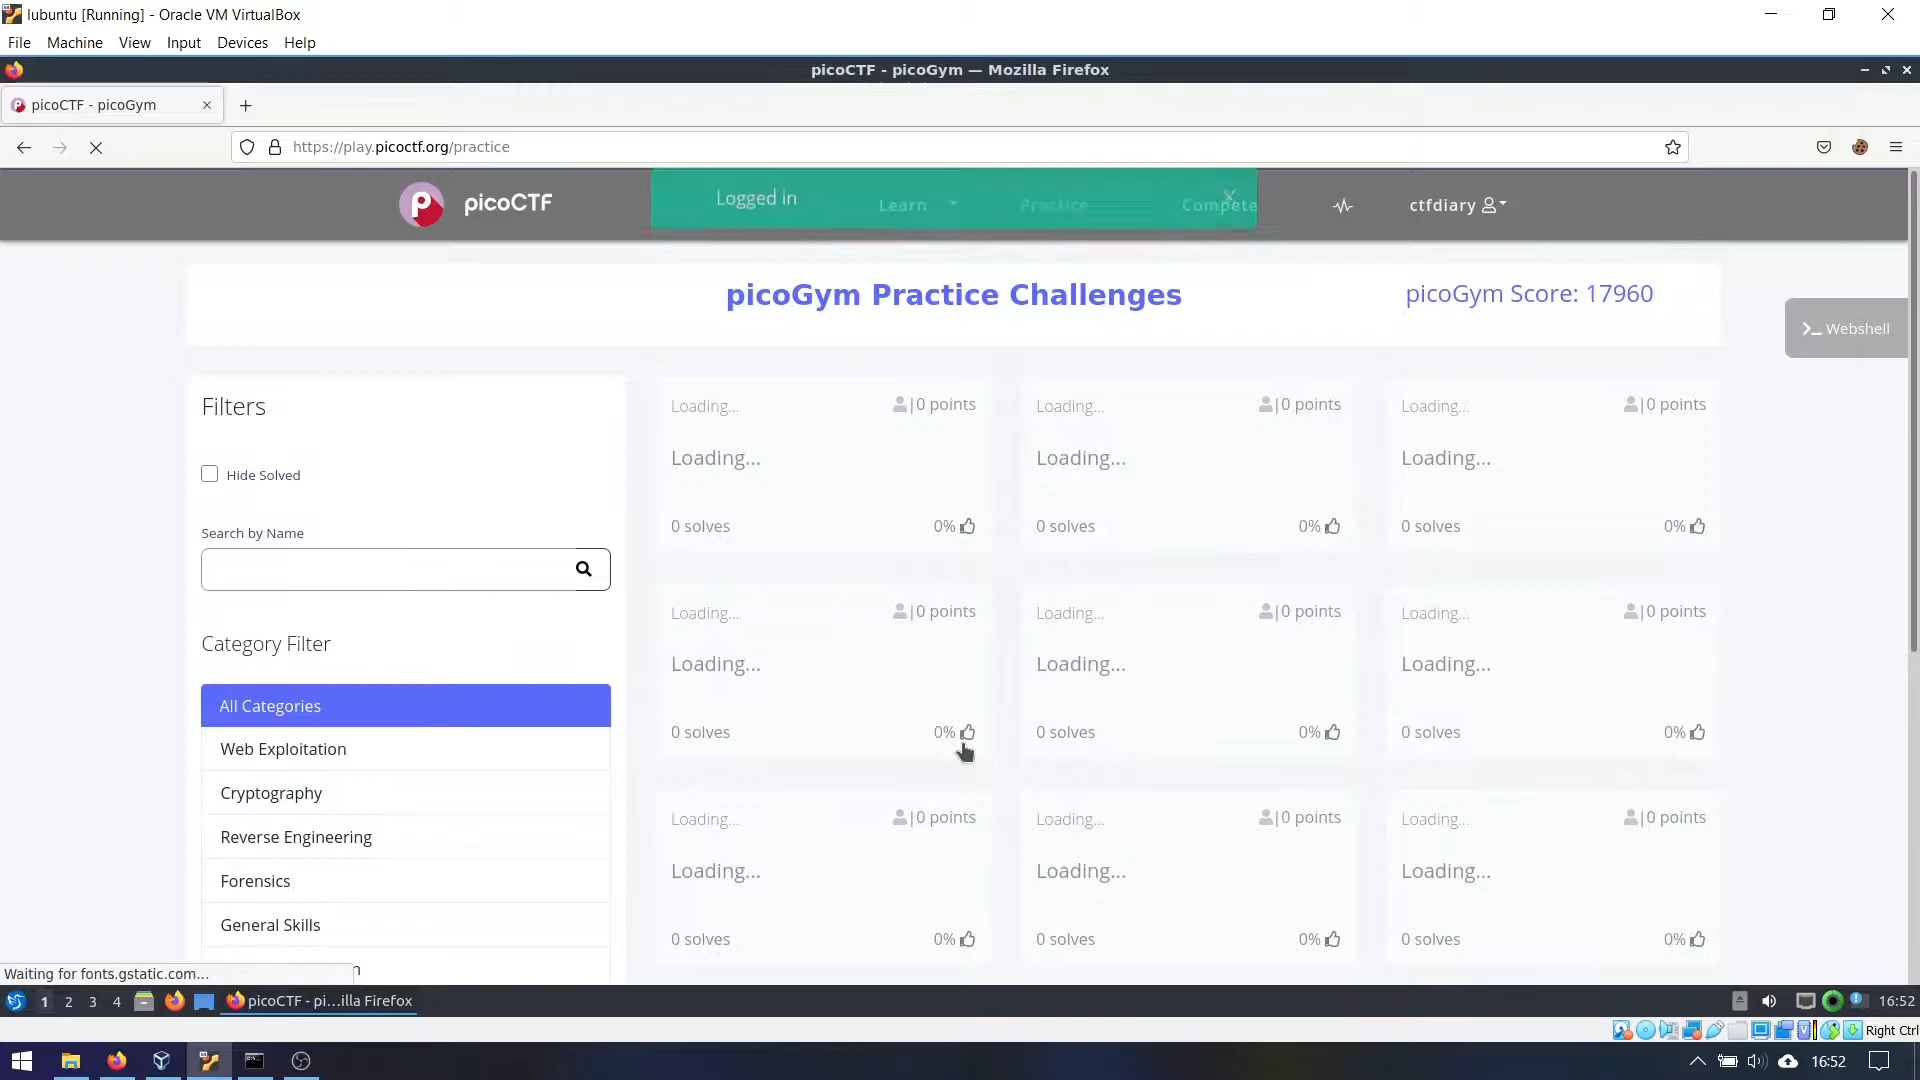 lubuntu [Running] - Oracle VM VirtualBox
File Machine View Input Devices Help
picoCTF - picoGym — Mozilla Firefox
picoCTF - picoGym
https://play.picoctf.org/practice
picoCTF Logged in Learn Practice Compete ctfdiary
picoGym Practice Challenges
picoGym Score: 17960
>_ Webshell
Filters
Hide Solved
Search by Name
Category Filter
All Categories
Web Exploitation
Cryptography
Reverse Engineering
Forensics
General Skills
n
Loading... |0 points Loading... |0 points Loading... |0 points
Loading... Loading... Loading...
0 solves 0% 0 solves 0% 0 solves 0%
Loading... |0 points Loading... |0 points Loading... |0 points
Loading... Loading... Loading...
0 solves 0% 0 solves 0% 0 solves 0%
Loading... |0 points Loading... |0 points Loading... |0 points
Loading... Loading... Loading...
0 solves 0% 0 solves 0% 0 solves 0%
Waiting for fonts.gstatic.com...
1 2 3 4 picoCTF - pi...illa Firefox 16:52
Right Ctrl
16:52